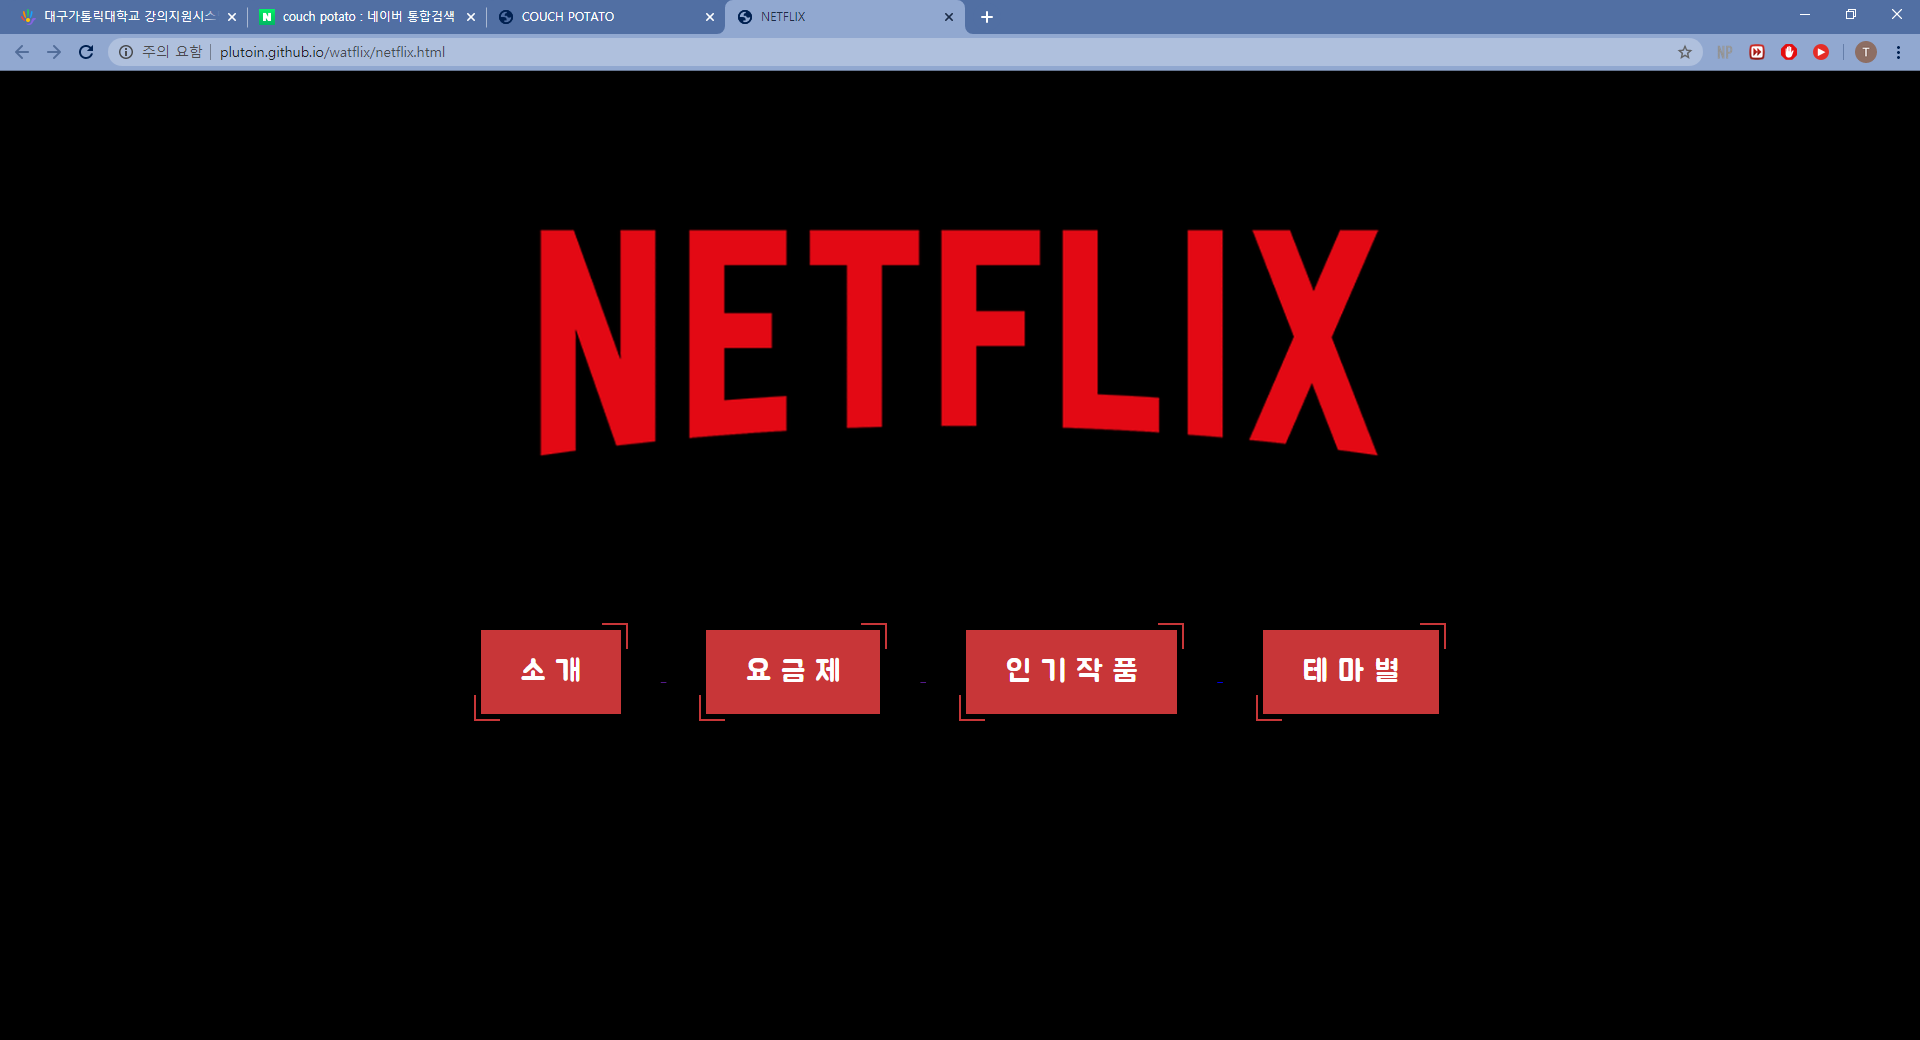 대구가톨릭대학교 강의지원시스
couch potato : 네이버 통합검색
COUCH POTATO
NETFLIX
주의 요함
plutoin.github.io/watflix/netflix.html
NP
T
NETFLIX
소개
요금제
인기작품
테마별